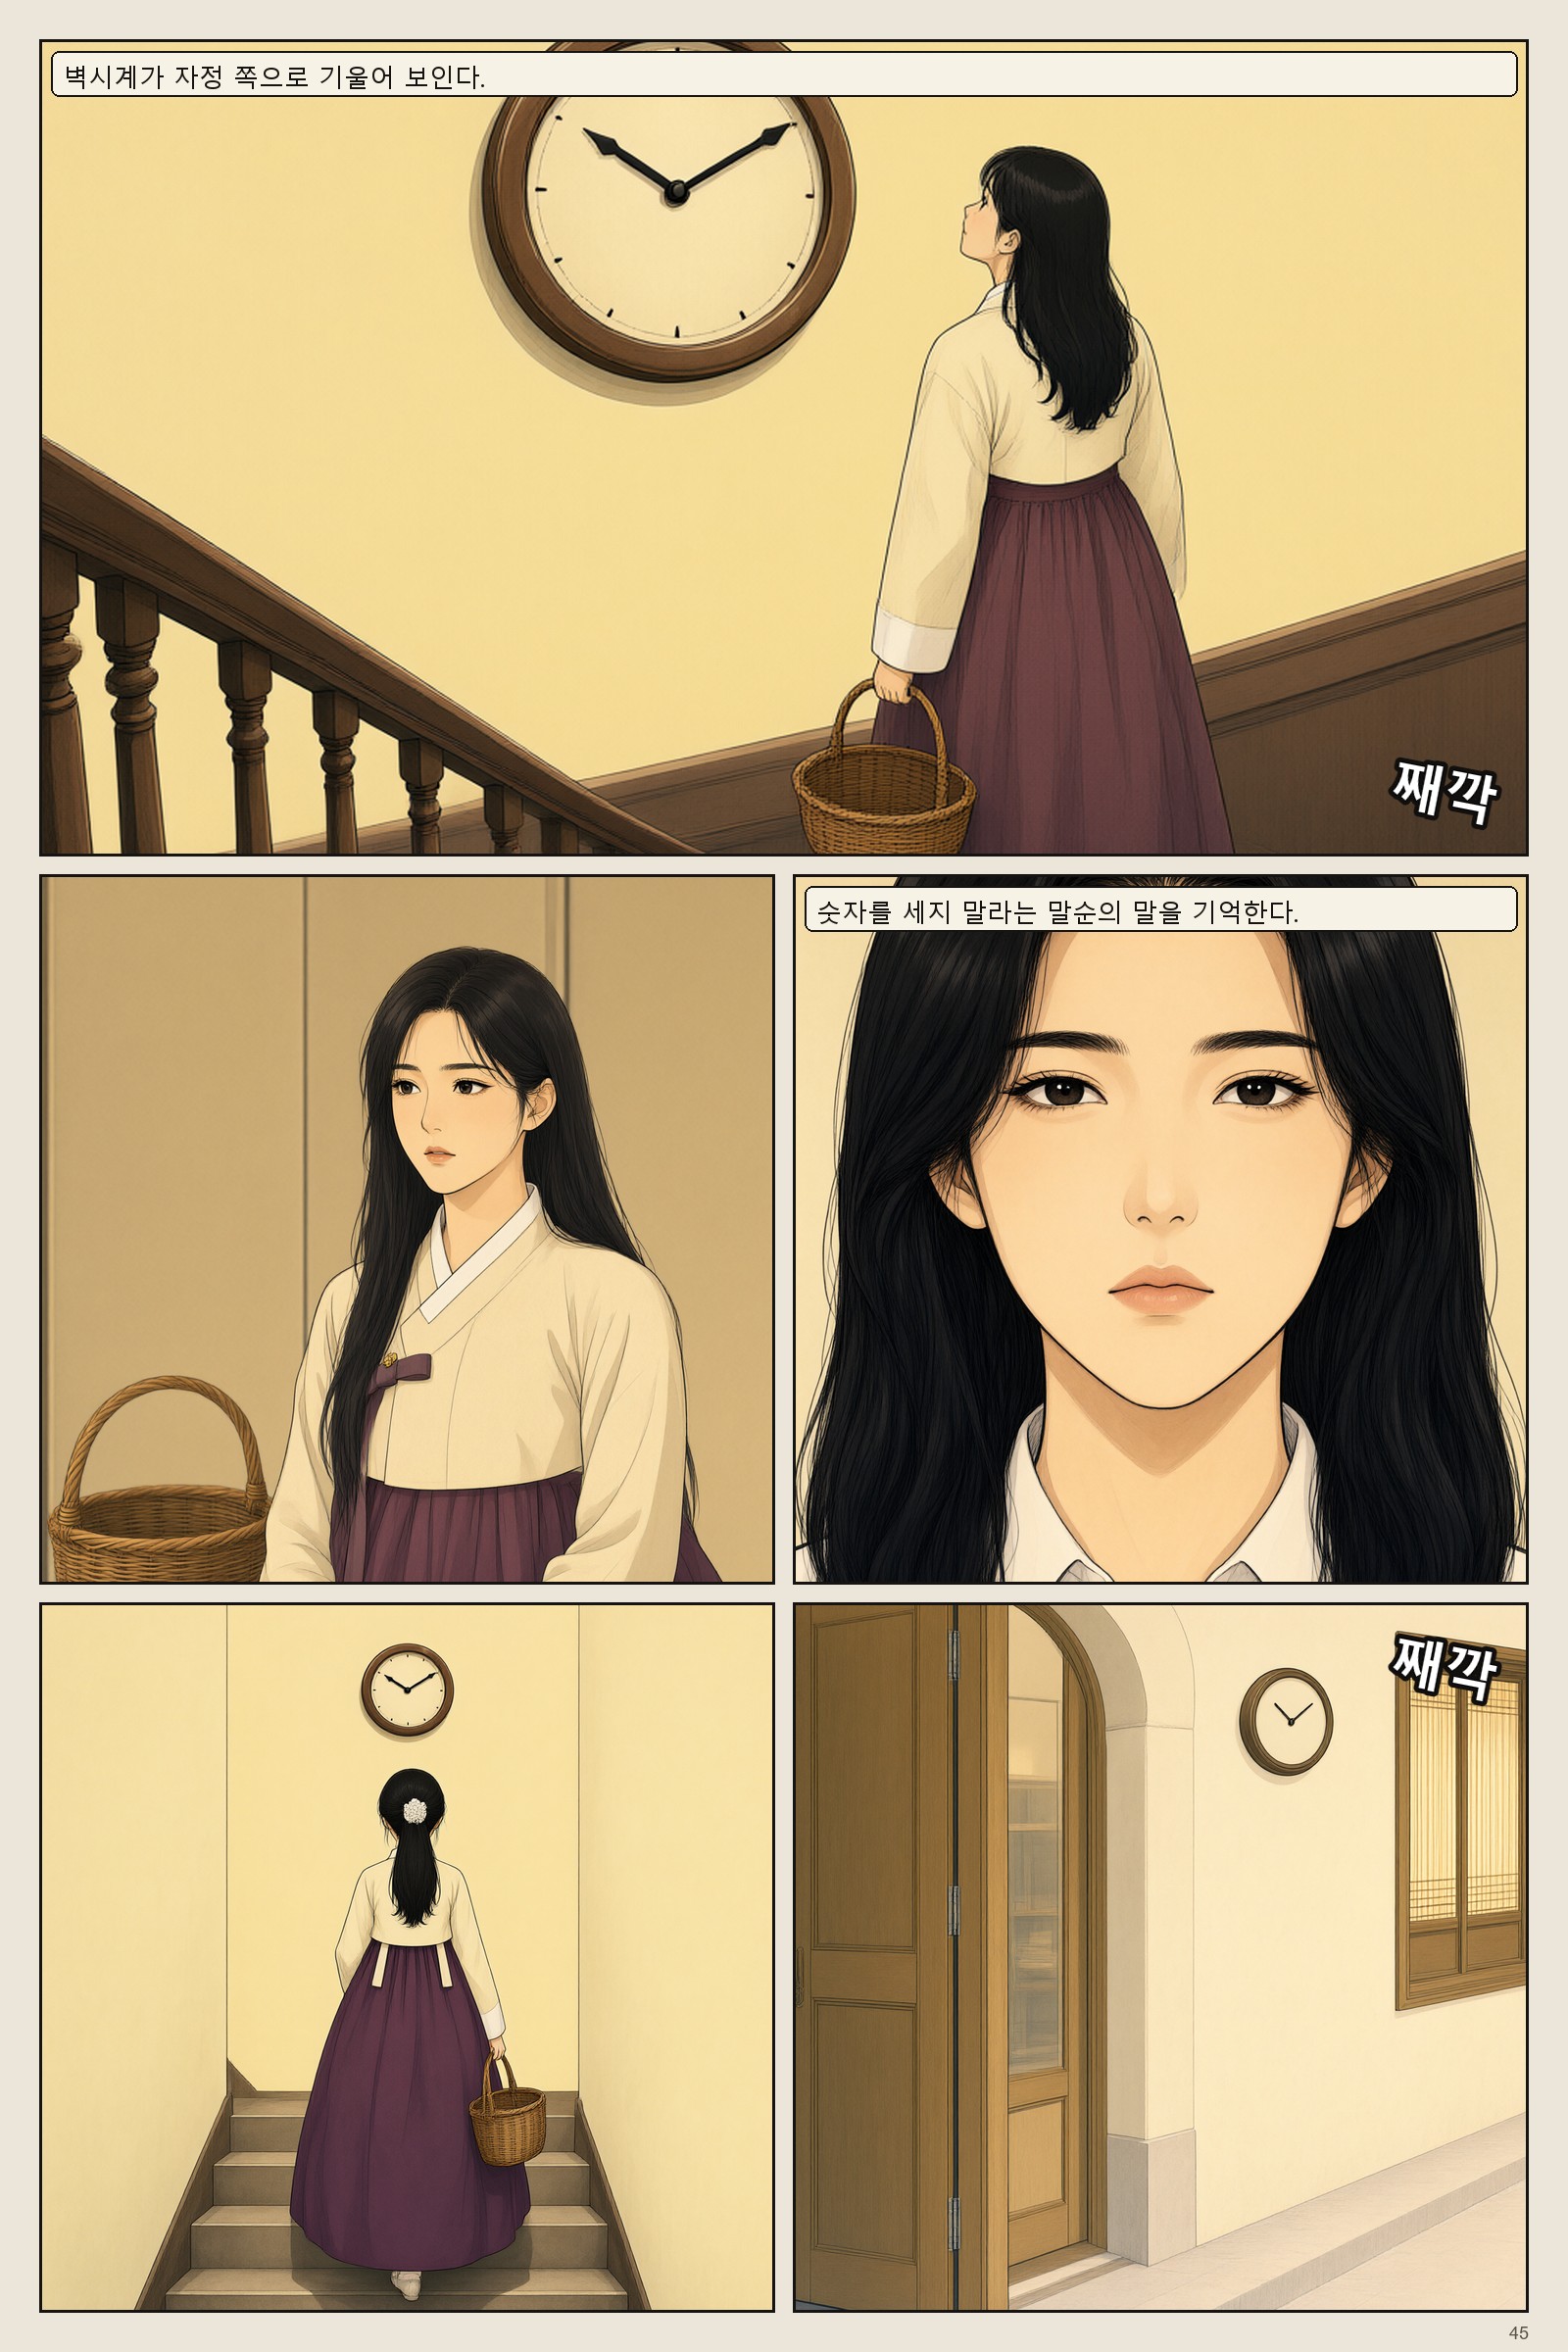 벽시계가 자정 쪽으로 기울어 보인다.
째깍
숫자를 세지 말라는 말순의 말을 기억한다.
째깍
45